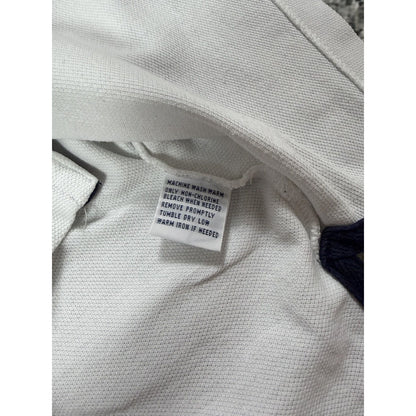 MACHINE WASH WARM
ONLY NON-CHLORINE
BLEACH WHEN NEEDED
REMOVE PROMPTLY
TUMBLE DRY LOW
WARM IRON IF NEEDED